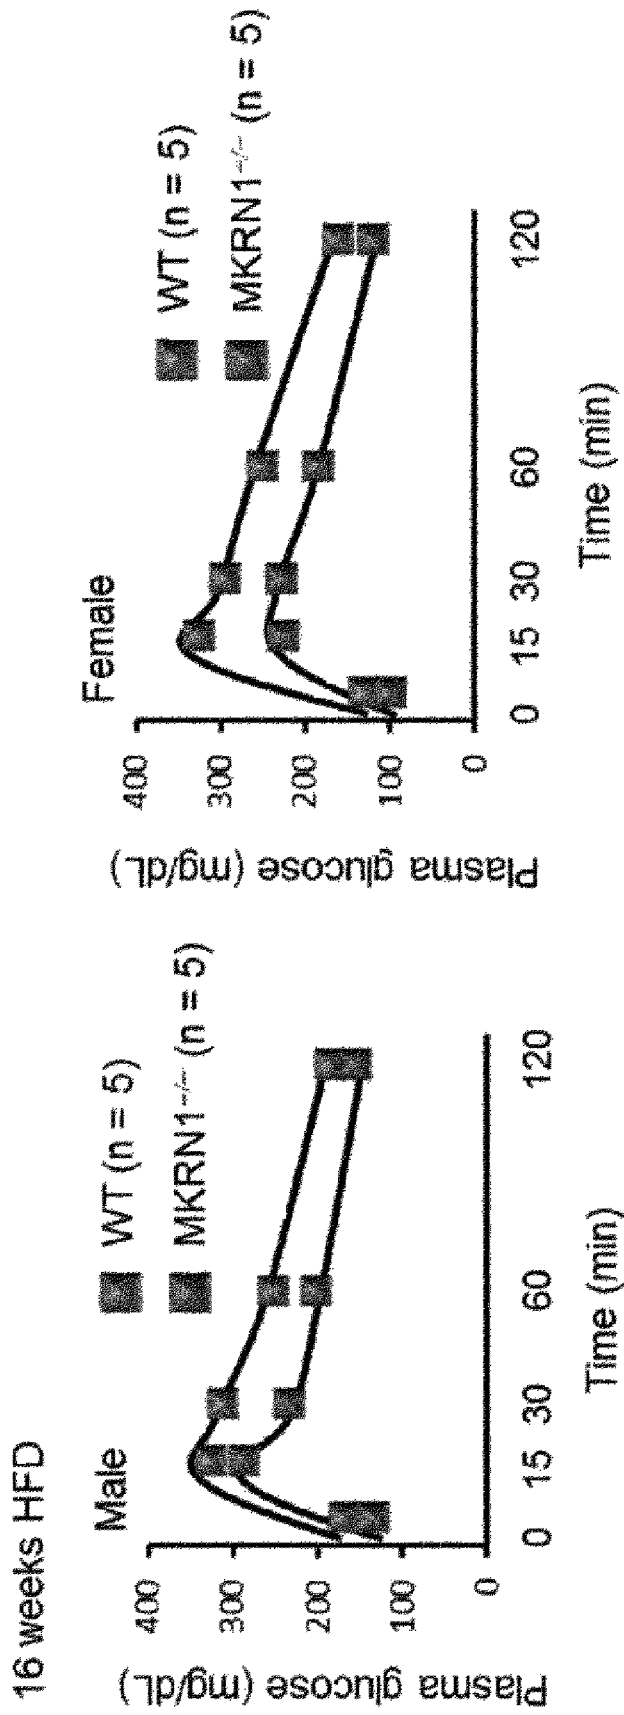 16 weeks HFD
Male
WT (n = 5)
MKRN1-/- (n = 5)
Plasma glucose (mg/dL)
400
300
200
100
0
0 15 30 60 120
Time (min)
Female
WT (n = 5)
MKRN1-/- (n = 5)
Plasma glucose (mg/dL)
400
300
200
100
0
0 15 30 60 120
Time (min)